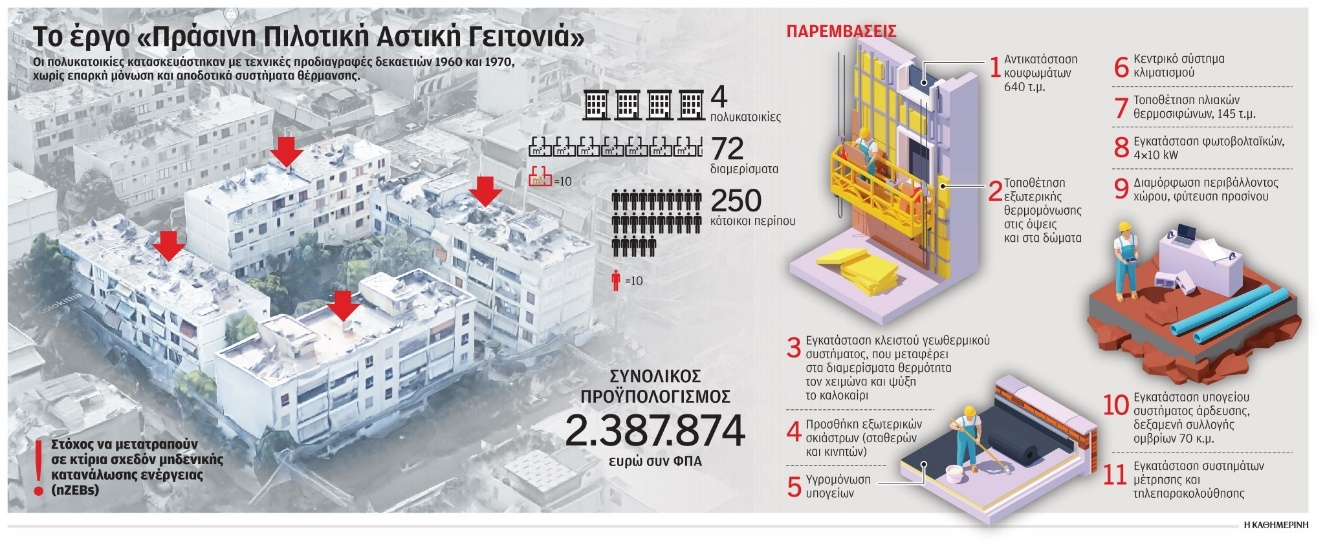 Το έργο «Πράσινη Πιλοτική Αστική Γειτονιά»
Οι πολυκατοικίες κατασκευάστηκαν με τεχνικές προδιαγραφές δεκαετιών 1960 και 1970,
χωρίς επαρκή μόνωση και αποδοτικά συστήματα θέρμανσης.
4
πολυκατοικίες
72
διαμερίσματα
=10
250
κάτοικοι περίπου
=10
ΣΥΝΟΛΙΚΟΣ
ΠΡΟΫΠΟΛΟΓΙΣΜΟΣ
2.387.874
ευρώ συν ΦΠΑ
! Στόχος να μετατραπούν
σε κτίρια σχεδόν μηδενικής
κατανάλωσης ενέργειας
(nZEBs)
ΠΑΡΕΜΒΑΣΕΙΣ
1 Αντικατάσταση
κουφωμάτων
640 τ.μ.
2 Τοποθέτηση
εξωτερικής
θερμομόνωσης
στις όψεις
και στα δώματα
3 Εγκατάσταση κλειστού γεωθερμικού
συστήματος, που μεταφέρει
στα διαμερίσματα θερμότητα
τον χειμώνα και ψύξη
το καλοκαίρι
4 Προσθήκη εξωτερικών
σκιάστρων (σταθερών
και κινητών)
5 Υγρομόνωση
υπογείων
6 Κεντρικό σύστημα
κλιματισμού
7 Τοποθέτηση ηλιακών
θερμοσιφώνων, 145 τ.μ.
8 Εγκατάσταση φωτοβολταϊκών,
4×10 kW
9 Διαμόρφωση περιβάλλοντος
χώρου, φύτευση πρασίνου
10 Εγκατάσταση υπογείου
συστήματος άρδευσης,
δεξαμενή συλλογής
ομβρίων 70 κ.μ.
11 Εγκατάσταση συστημάτων
μέτρησης και
τηλεπαρακολούθησης
Η ΚΑΘΗΜΕΡΙΝΗ